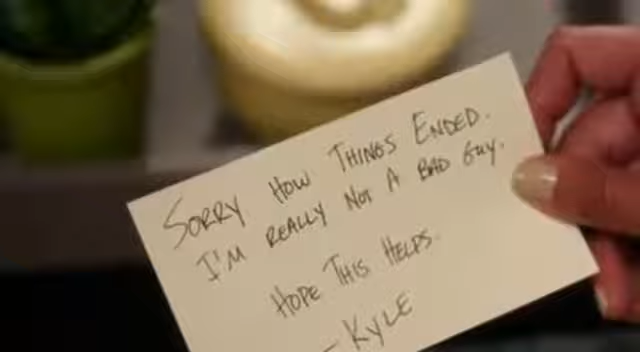 Sorry How Things Ended.
I'm Really Not A Bad Guy.
Hope This Helps.
- Kyle